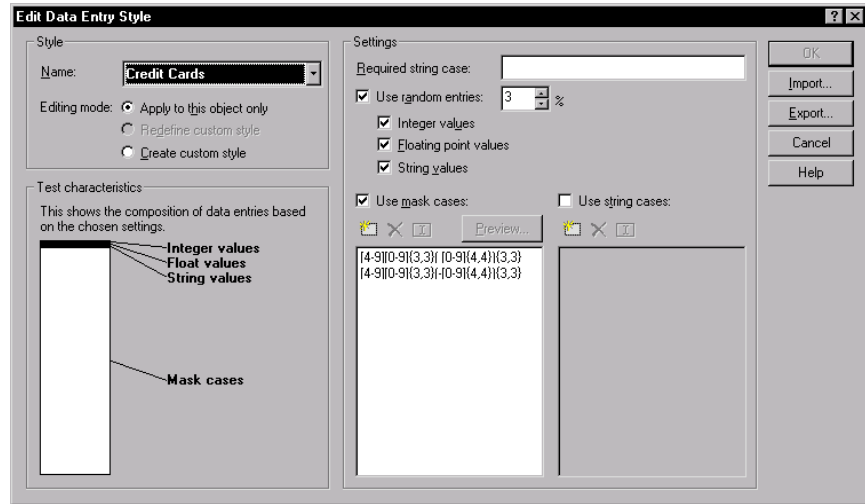 Edit Data Entry Style
Style
Name:
Credit Cards
Editing mode:
Apply to this object only
Redefine custom style
Create custom style
Test characteristics
This shows the composition of data entries based
on the chosen settings.
Integer values
Float values
String values
Mask cases
Settings
Required string case:
Use random entries:
3
%
Integer values
Floating point values
String values
Use mask cases:
Preview...
[4-9][0-9]{3,3}( [0-9]{4,4}){3,3}
[4-9][0-9]{3,3}(-[0-9]{4,4}){3,3}
Use string cases:
OK
Import...
Export...
Cancel
Help